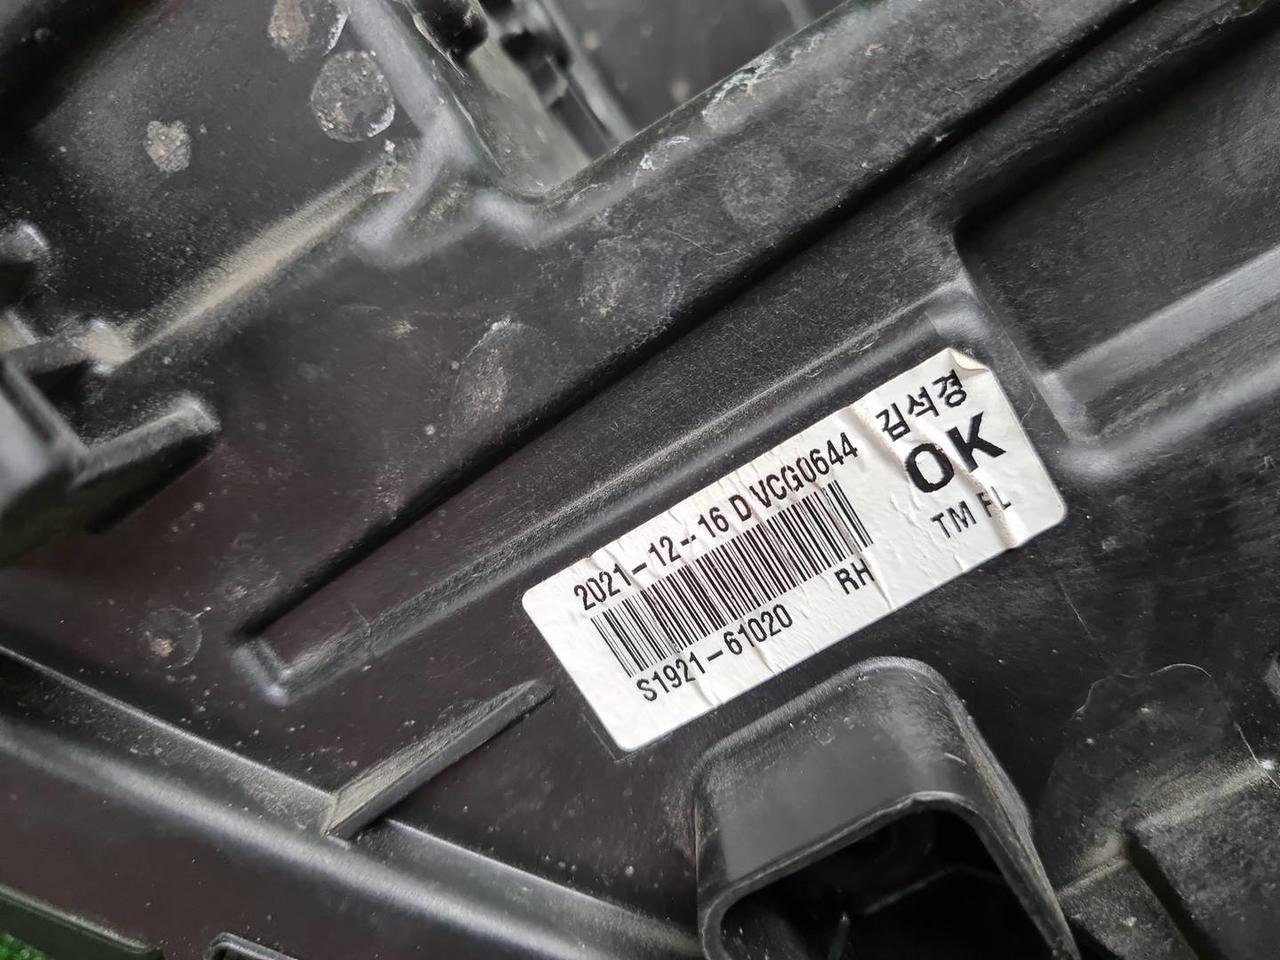 2021-12-16 D VCG0644
S1921-61020
RH
김석경
OK
TM FL